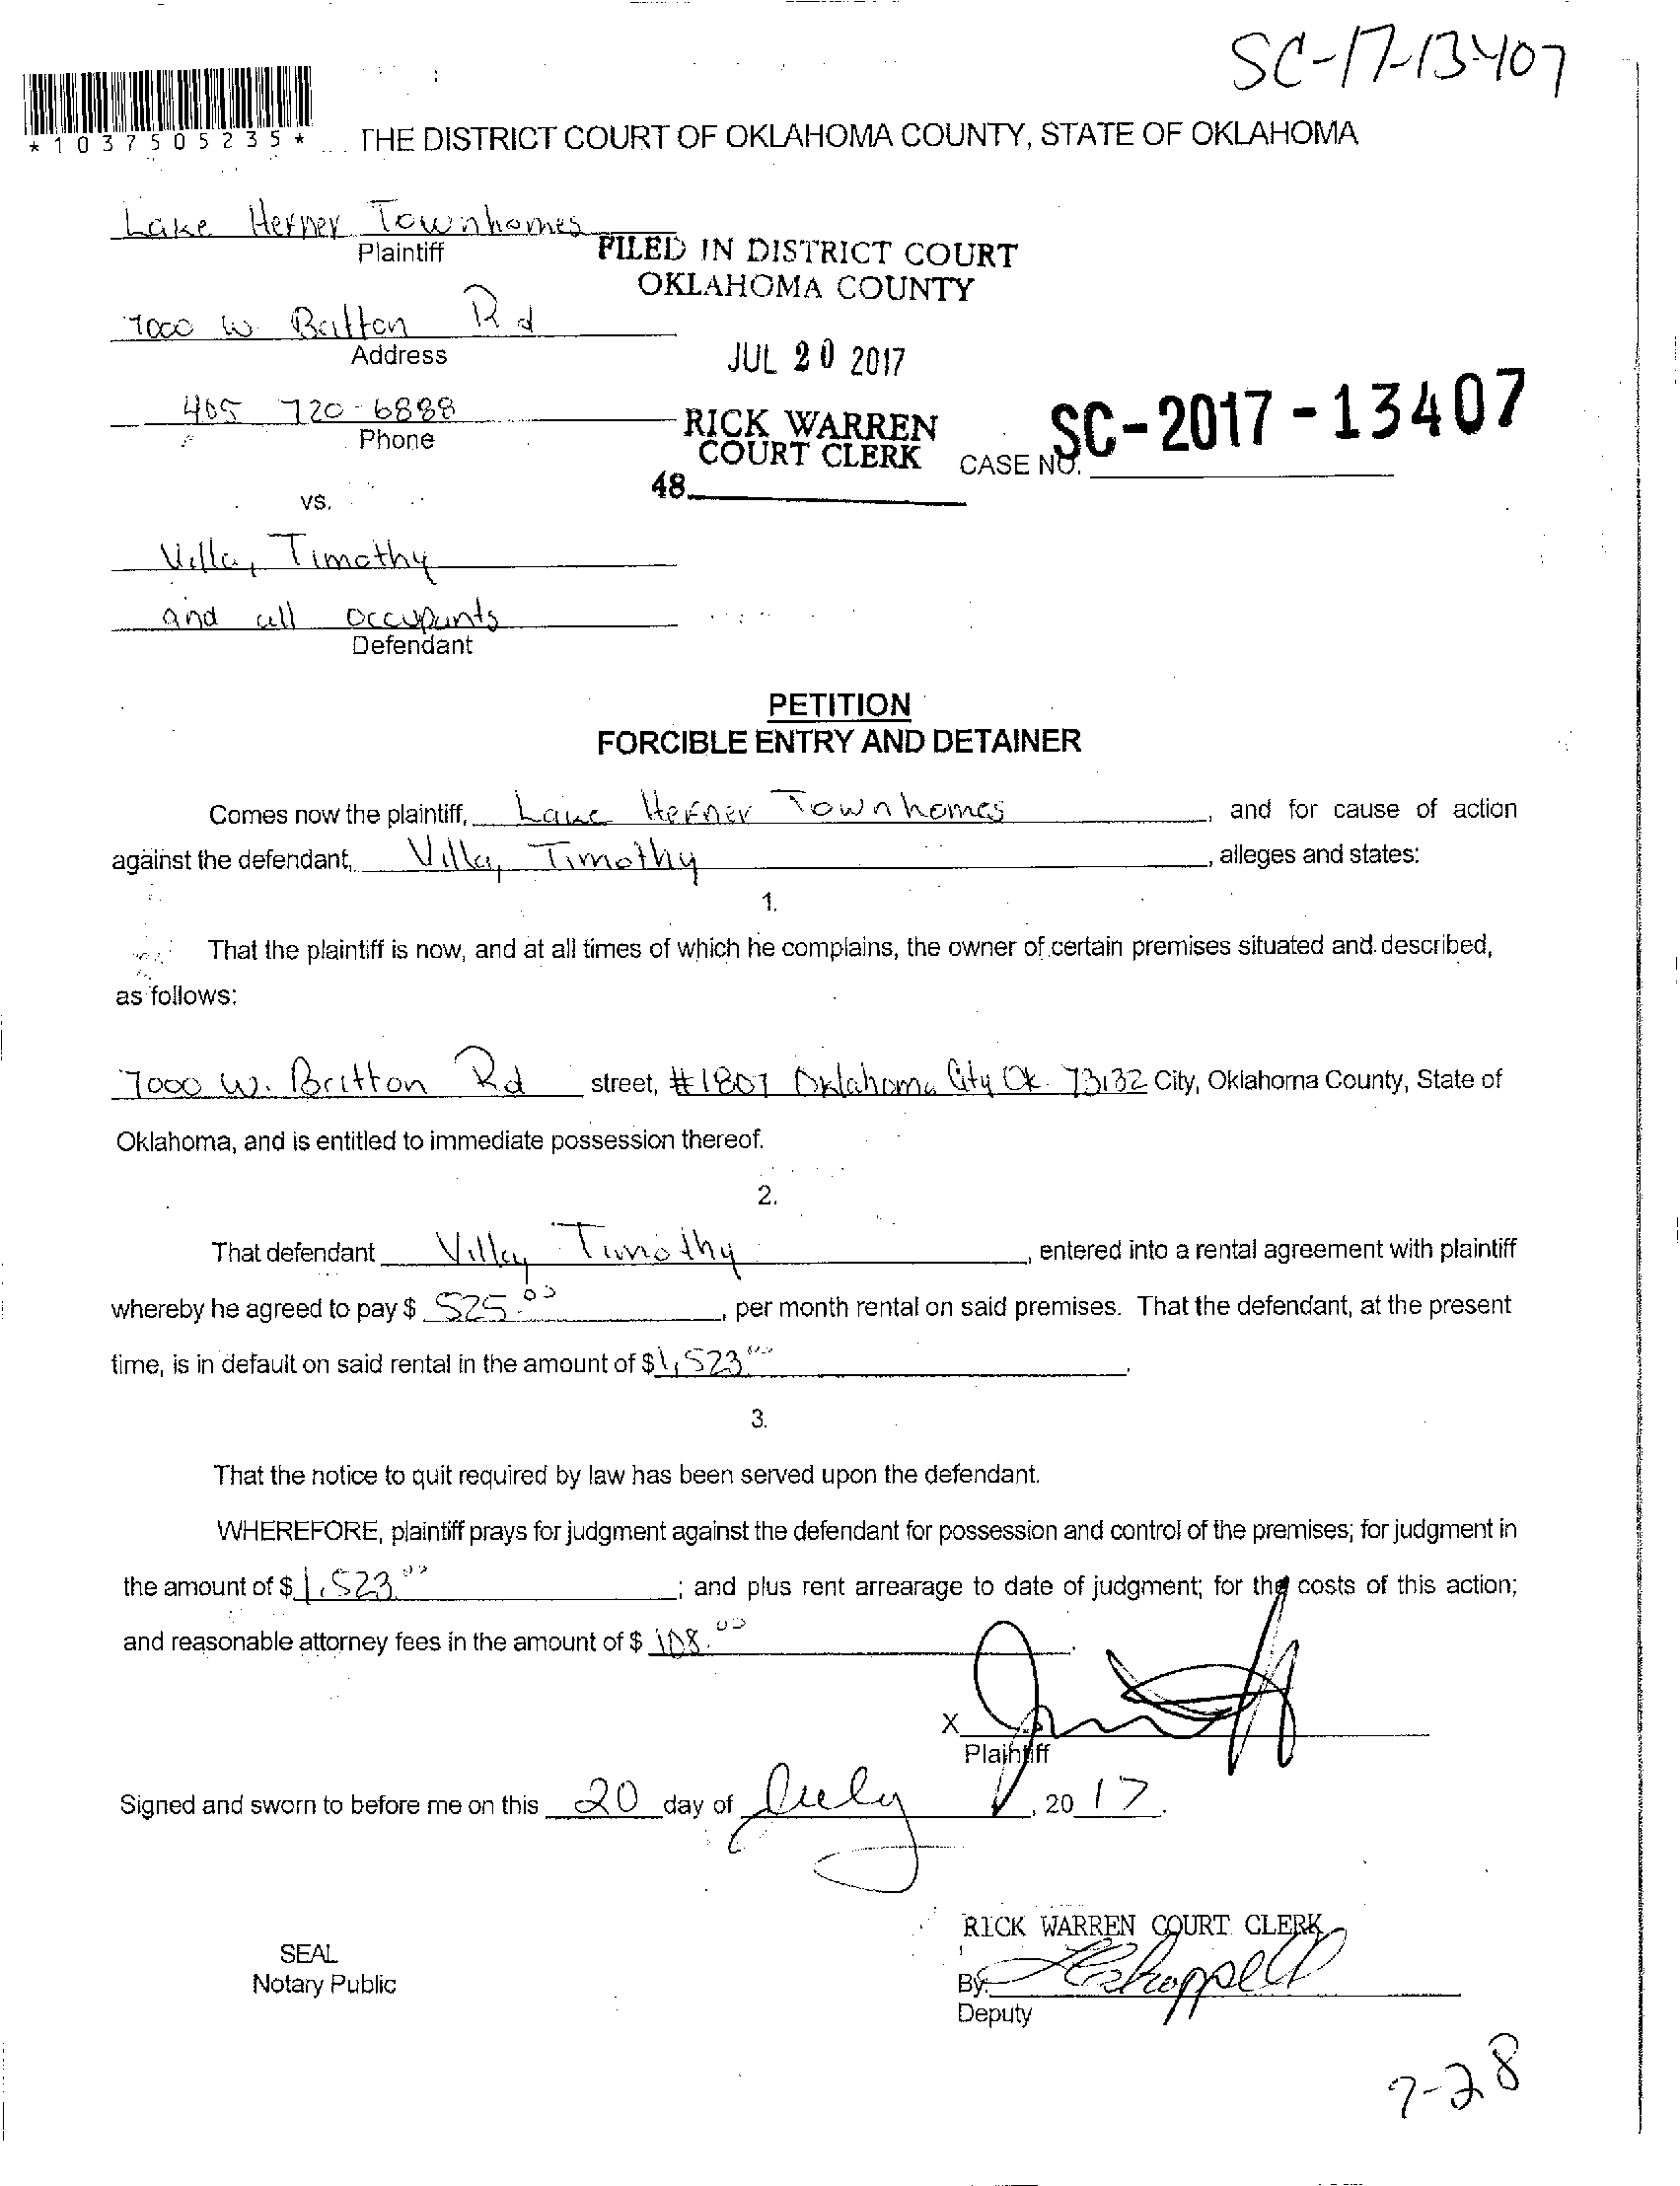 SC-17-13407
*1037505235*
THE DISTRICT COURT OF OKLAHOMA COUNTY, STATE OF OKLAHOMA
Lake Hefner Townhomes
Plaintiff
FILED IN DISTRICT COURT
OKLAHOMA COUNTY
7000 W. Britton Rd
Address
JUL 20 2017
405 720-6888
Phone
RICK WARREN
COURT CLERK
CASE NO. SC-2017-13407
48
vs.
Villa, Timothy
and all occupants
Defendant
PETITION
FORCIBLE ENTRY AND DETAINER
Comes now the plaintiff, Lake Hefner Townhomes, and for cause of action
against the defendant, Villa, Timothy, alleges and states:
1.
That the plaintiff is now, and at all times of which he complains, the owner of certain premises situated and described,
as follows:
7000 W. Britton Rd street, #1807 Oklahoma City Ok. 73132 City, Oklahoma County, State of
Oklahoma, and is entitled to immediate possession thereof.
2.
That defendant Villa, Timothy, entered into a rental agreement with plaintiff
whereby he agreed to pay $ 525.00, per month rental on said premises. That the defendant, at the present
time, is in default on said rental in the amount of $1,523.00.
3.
That the notice to quit required by law has been served upon the defendant.
WHEREFORE, plaintiff prays for judgment against the defendant for possession and control of the premises; for judgment in
the amount of $ 1,523.00; and plus rent arrearage to date of judgment; for the costs of this action;
and reasonable attorney fees in the amount of $ 108.00.
X
Plaintiff
Signed and sworn to before me on this 20 day of July, 2017.
RICK WARREN COURT CLERK
SEAL
Notary Public
By:
Deputy
7-28